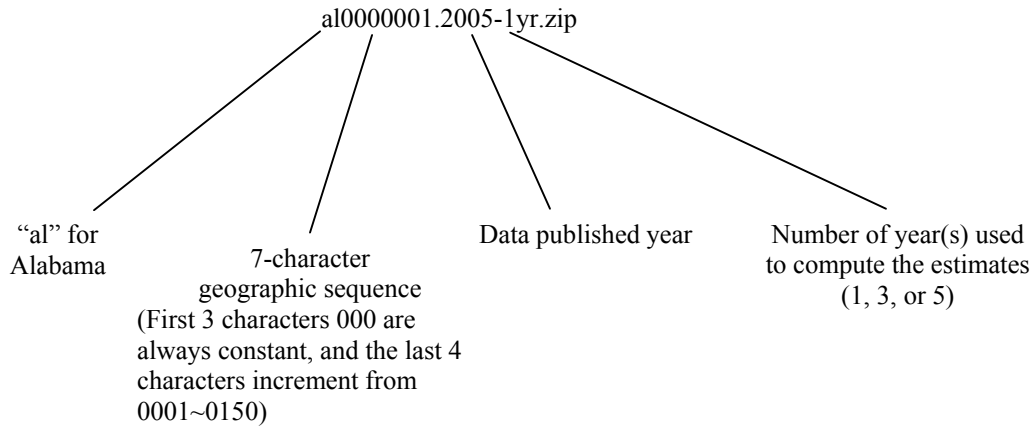 al0000001.2005-1yr.zip
“al” for
Alabama
7-character
geographic sequence
(First 3 characters 000 are
always constant, and the last 4
characters increment from
0001~0150)
Data published year
Number of year(s) used
to compute the estimates
(1, 3, or 5)